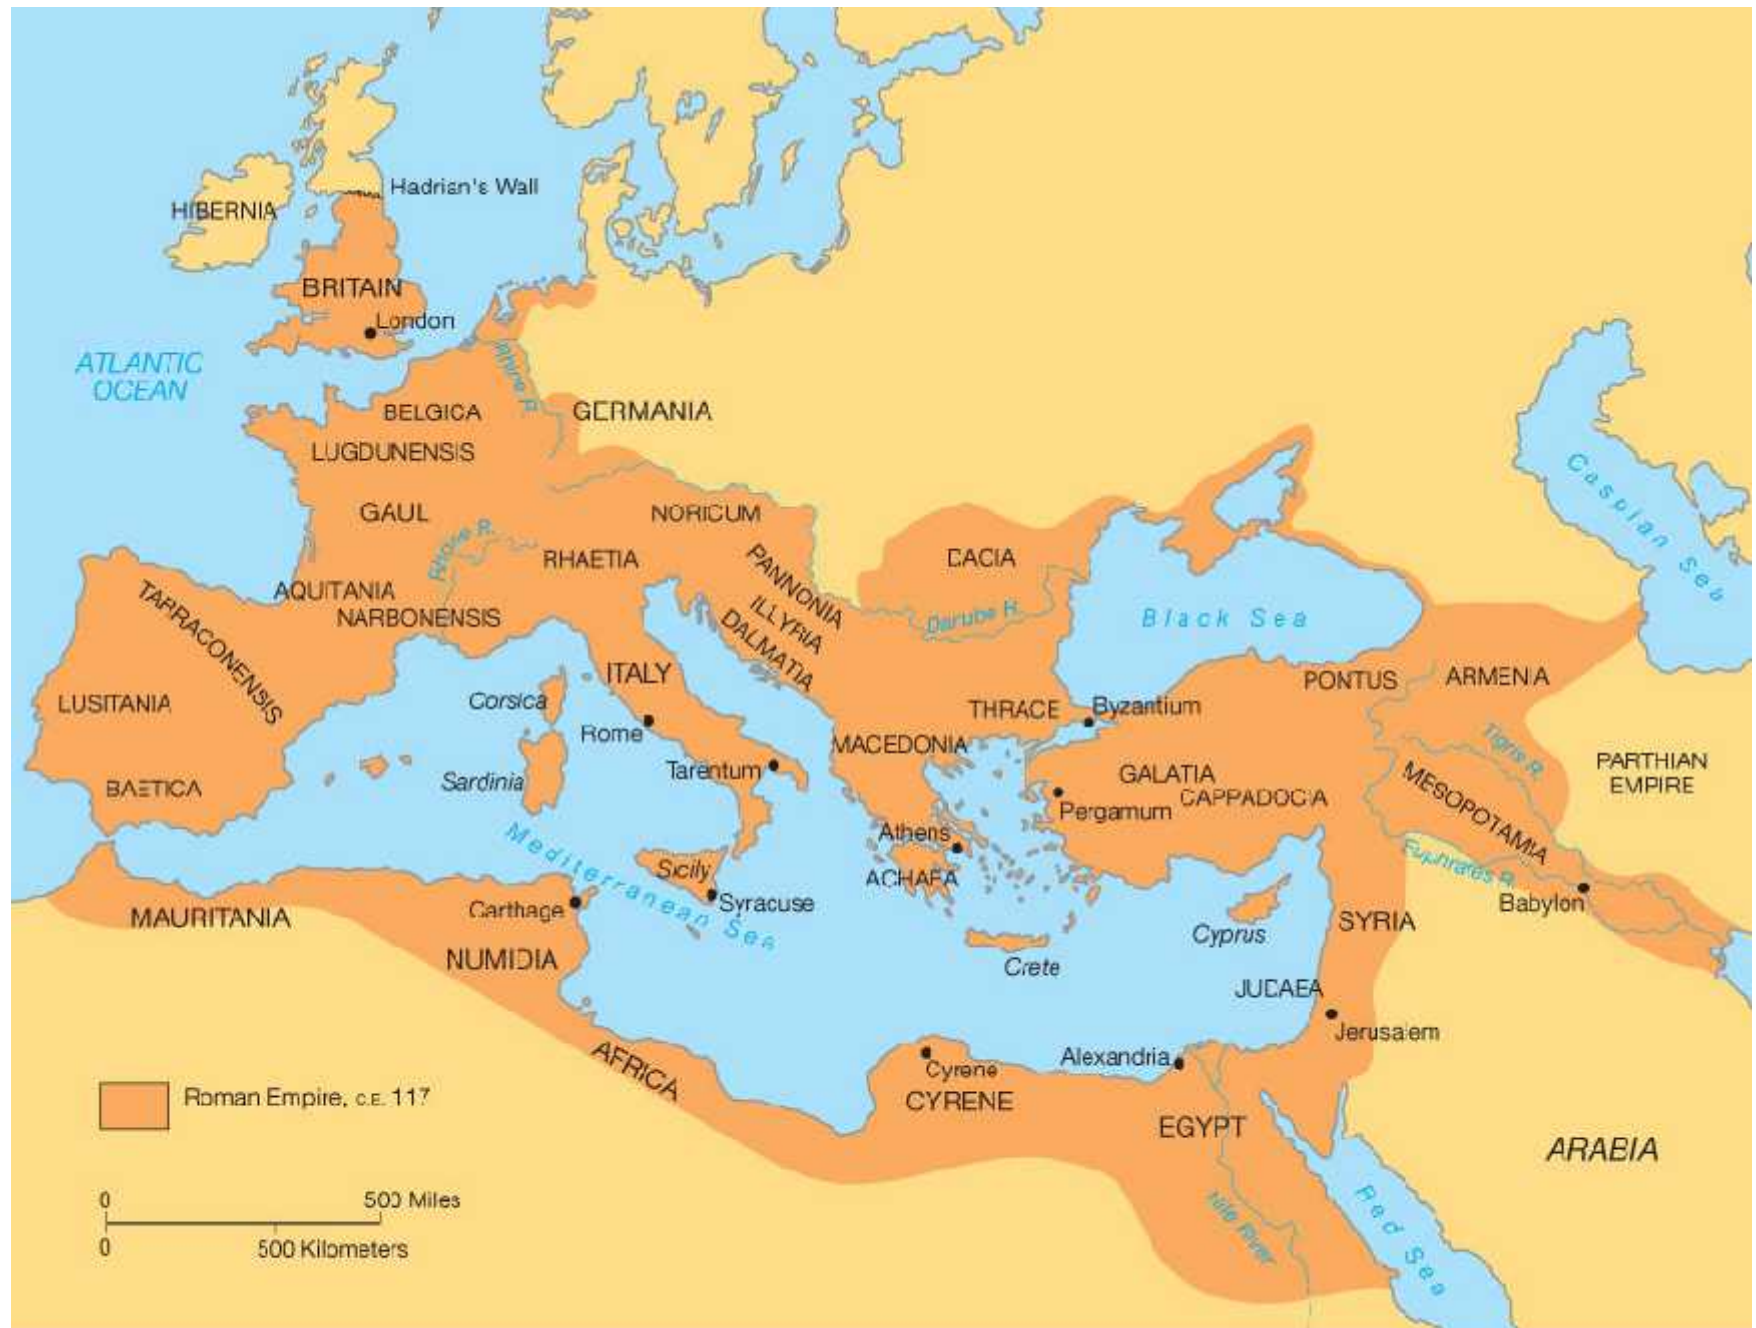 Hadrian's Wall
HIBERNIA
BRITAIN
London
ATLANTIC
OCEAN
Rhine R.
BELGICA
GERMANIA
LUGDUNENSIS
GAUL
NORICUM
Caspian Sea
Rhone R.
RHAETIA
PANNONIA
DACIA
AQUITANIA
TARRACONENSIS
NARBONENSIS
ILLYRIA
DALMATIA
Danube R.
Black Sea
ITALY
PONTUS
ARMENIA
LUSITANIA
Corsica
Rome
THRACE
Byzantium
MACEDONIA
Tigris R.
PARTHIAN
EMPIRE
BAETICA
Sardinia
Tarentum
GALATIA
CAPPADOCIA
Pergamum
MESOPOTAMIA
Mediterranean Sea
Athens
Sicily
ACHAEA
Euphrates R.
MAURITANIA
Carthage
Syracuse
Babylon
NUMIDIA
Crete
Cyprus
SYRIA
JUDAEA
Jerusalem
AFRICA
Cyrene
CYRENE
Alexandria
EGYPT
Roman Empire, C.E. 117
ARABIA
Nile River
Red Sea
0 500 Miles
0 500 Kilometers